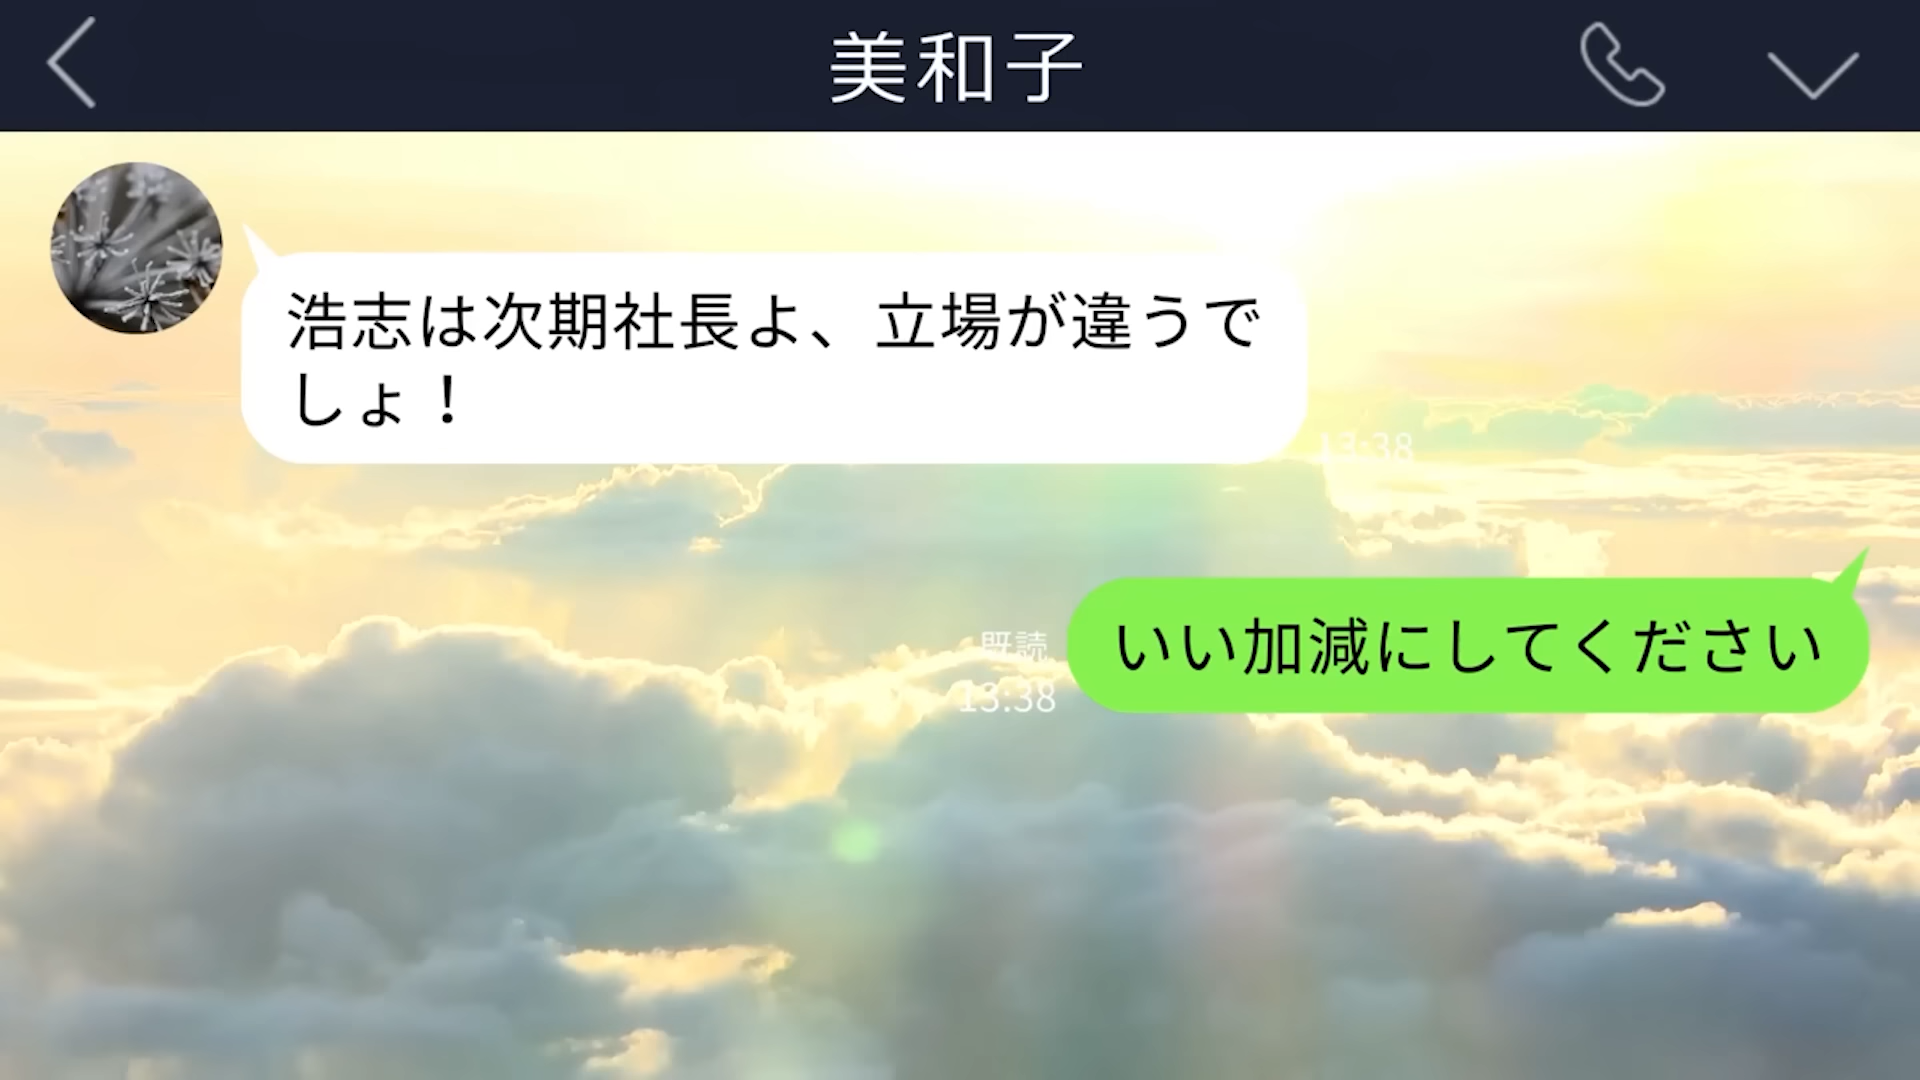 美和子
浩志は次期社長よ、立場が違うで
しょ！
13:38
いい加減にしてください
既読
13:38